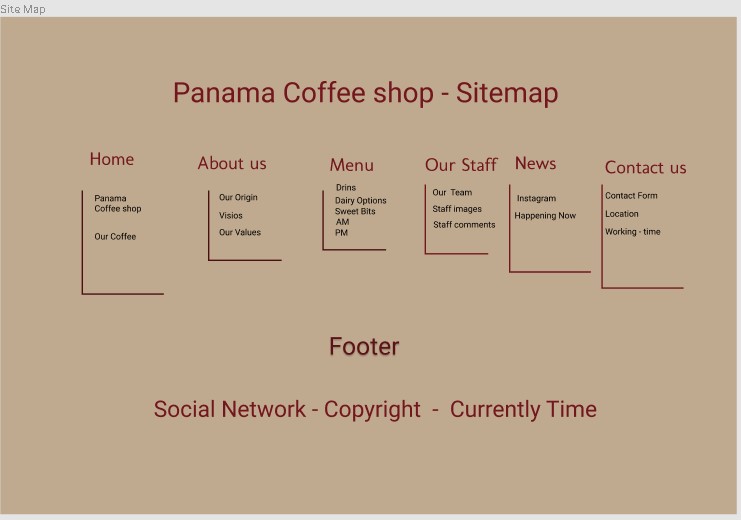 Site Map
Panama Coffee shop - Sitemap
Home
Panama
Coffee shop
Our Coffee
About us
Our Origin
Visios
Our Values
Menu
Drins
Dairy Options
Sweet Bits
AM
PM
Our Staff
Our Team
Staff images
Staff comments
News
Instagram
Happening Now
Contact us
Contact Form
Location
Working - time
Footer
Social Network - Copyright - Currently Time